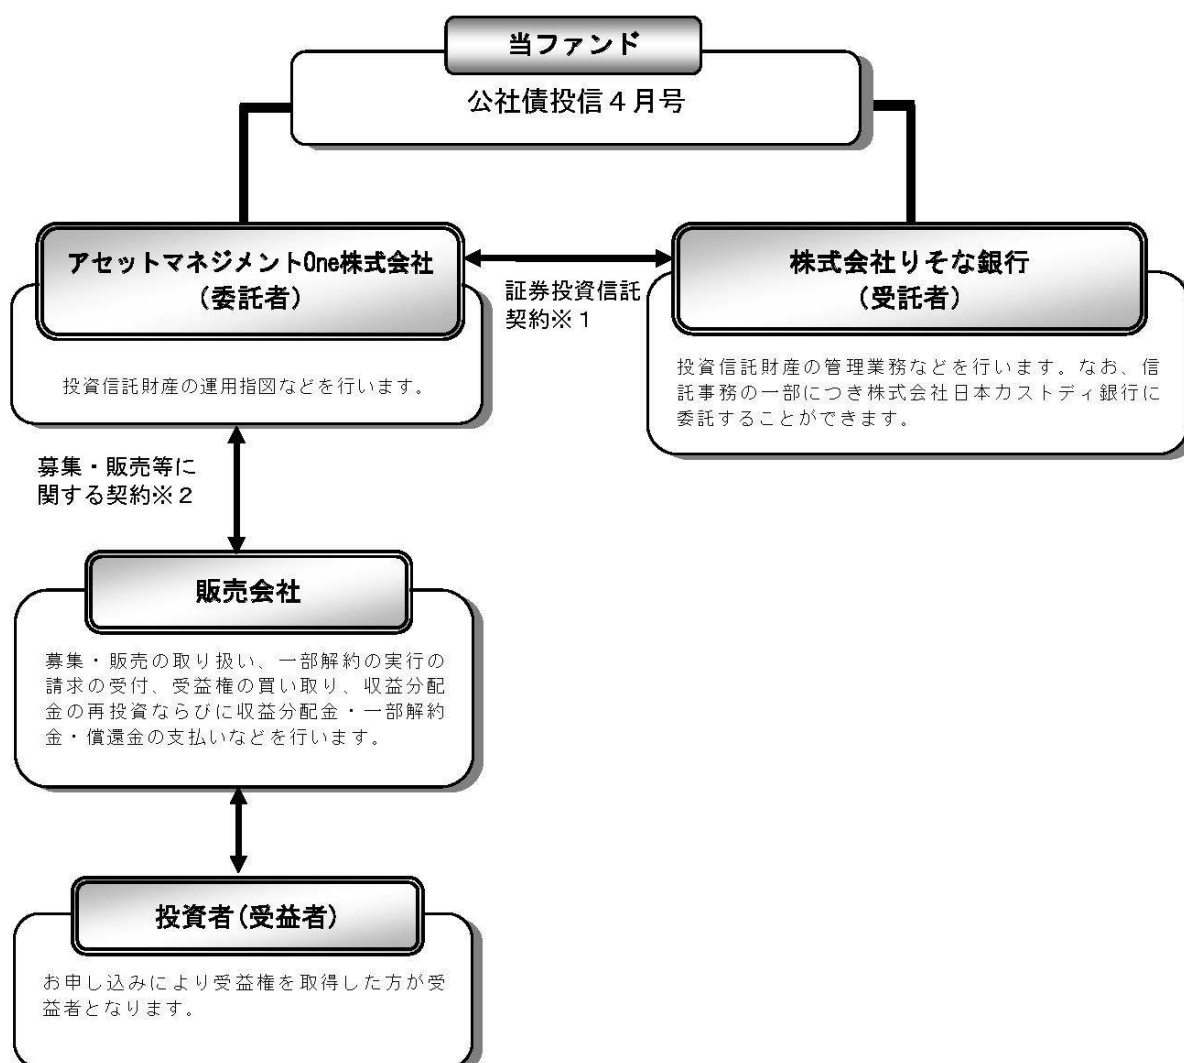 当ファンド
公社債投信４月号
アセットマネジメントOne株式会社
（委託者）
投資信託財産の運用指図などを行います。
証券投資信託
契約※１
株式会社りそな銀行
（受託者）
投資信託財産の管理業務などを行います。なお、信
託事務の一部につき株式会社日本カストディ銀行に
委託することができます。
募集・販売等に
関する契約※２
販売会社
募集・販売の取り扱い、一部解約の実行の
請求の受付、受益権の買い取り、収益分配
金の再投資ならびに収益分配金・一部解約
金・償還金の支払いなどを行います。
投資者(受益者)
お申し込みにより受益権を取得した方が受
益者となります。